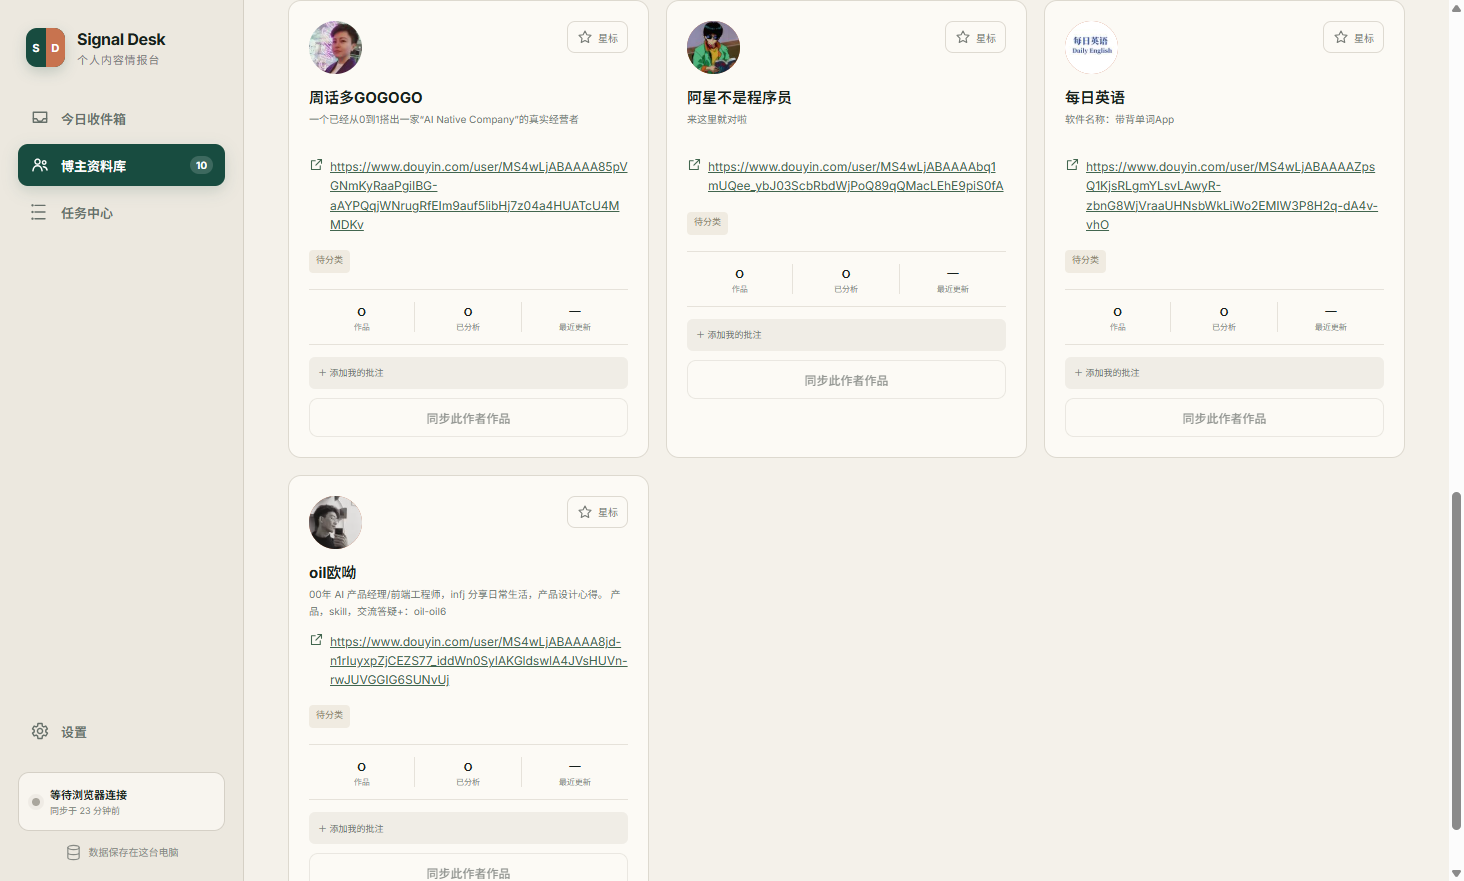 S D
Signal Desk
个人内容情报台
今日收件箱
博主资料库 10
任务中心
设置
等待浏览器连接
同步于 23 分钟前
数据保存在这台电脑
星标
周话多GOGOGO
一个已经从0到1搭出一家“AI Native Company”的真实经营者
https://www.douyin.com/user/MS4wLjABAAAA85pV
GNmKyRaaPgiIBG-
aAYPQqjWNrugRfEIm9auf5libHj7z04a4HUATcU4M
MDKv
待分类
0 0 —
作品 已分析 最近更新
+ 添加我的批注
同步此作者作品
星标
阿星不是程序员
来这里就对啦
https://www.douyin.com/user/MS4wLjABAAAAbq1
mUQee_ybJ03ScbRbdWjPoQ89qQMacLEhE9piS0fA
待分类
0 0 —
作品 已分析 最近更新
+ 添加我的批注
同步此作者作品
每日英语
Daily English
星标
每日英语
软件名称：带背单词App
https://www.douyin.com/user/MS4wLjABAAAAZps
Q1KjsRLgmYLsvLAwyR-
zbnG8WjVraaUHNsbWkLiWo2EMIW3P8H2q-dA4v-
vhO
待分类
0 0 —
作品 已分析 最近更新
+ 添加我的批注
同步此作者作品
星标
oil欧呦
00年 AI 产品经理/前端工程师，infj 分享日常生活，产品设计心得。 产
品，skill，交流答疑+：oil-oil6
https://www.douyin.com/user/MS4wLjABAAAA8jd-
n1rIuyxpZjCEZS77_iddWn0SylAKGldswlA4JVsHUVn-
rwJUVGGIG6SUNvUj
待分类
0 0 —
作品 已分析 最近更新
+ 添加我的批注
同步此作者作品